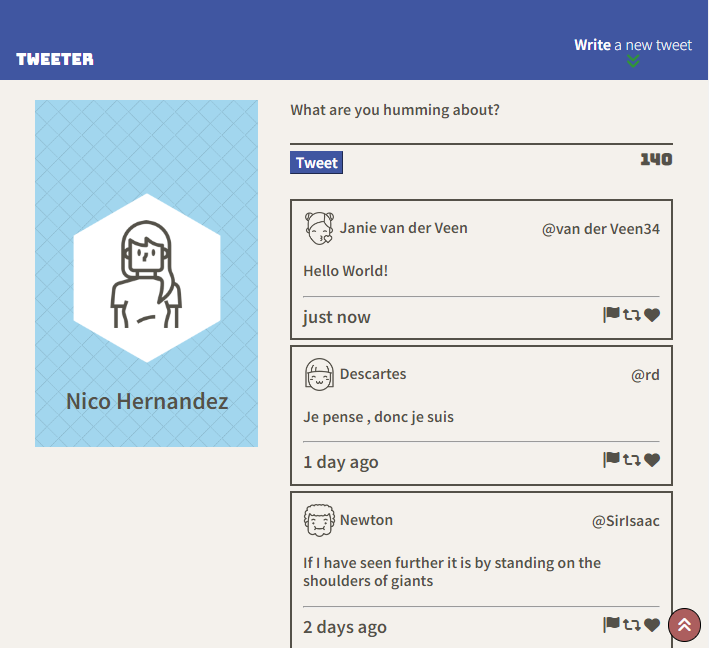 TWEETER
Write a new tweet
Nico Hernandez
What are you humming about?
Tweet
140
Janie van der Veen
@van der Veen34
Hello World!
just now
Descartes
@rd
Je pense , donc je suis
1 day ago
Newton
@SirIsaac
If I have seen further it is by standing on the
shoulders of giants
2 days ago